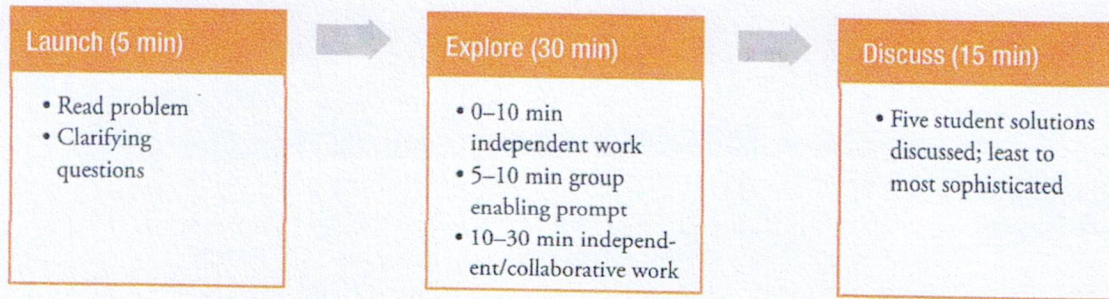 Launch (5 min)
• Read problem
• Clarifying
questions
Explore (30 min)
• 0–10 min
independent work
• 5–10 min group
enabling prompt
• 10–30 min independ-
ent/collaborative work
Discuss (15 min)
• Five student solutions
discussed; least to
most sophisticated